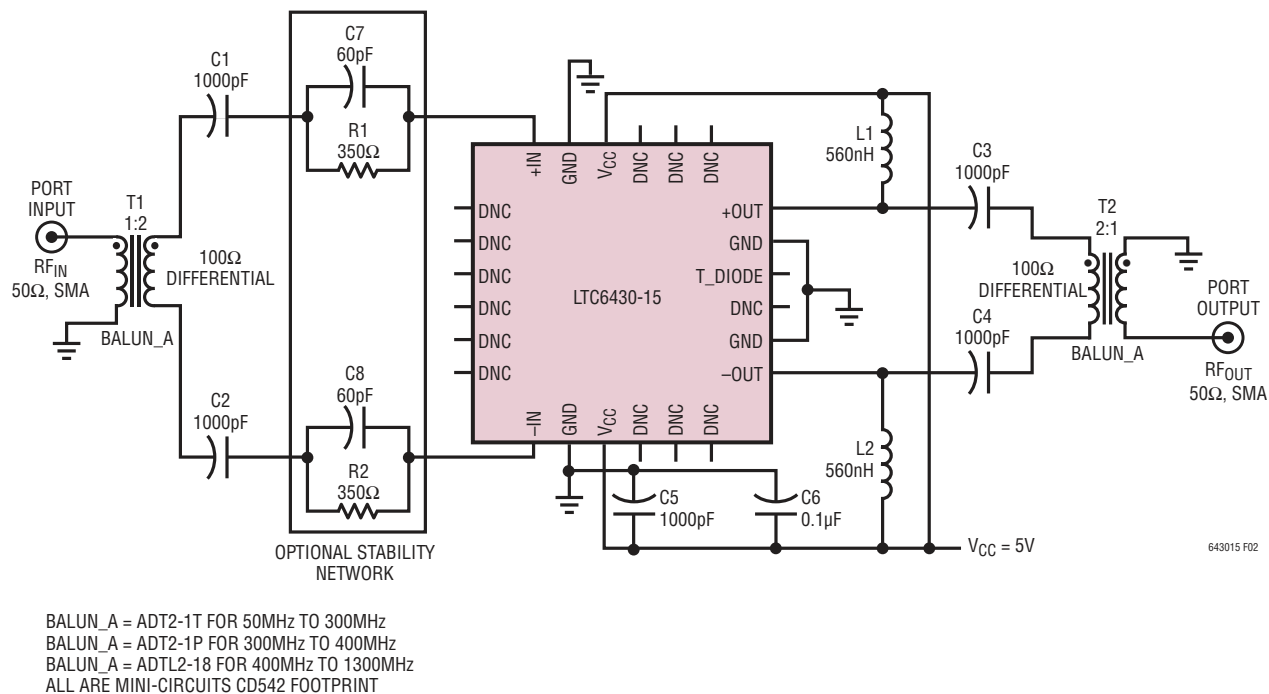 C7
60pF
R1
350Ω
C1
1000pF
PORT
INPUT
RF_IN
50Ω, SMA
T1
1:2
BALUN_A
100Ω
DIFFERENTIAL
C2
1000pF
C8
60pF
R2
350Ω
OPTIONAL STABILITY
NETWORK
+IN
GND
VCC
DNC
DNC
DNC
DNC
DNC
DNC
DNC
DNC
DNC
LTC6430-15
+OUT
GND
T_DIODE
DNC
GND
–OUT
–IN
GND
VCC
DNC
DNC
DNC
C5
1000pF
C6
0.1µF
L1
560nH
L2
560nH
C3
1000pF
C4
1000pF
100Ω
DIFFERENTIAL
T2
2:1
BALUN_A
PORT
OUTPUT
RFOUT
50Ω, SMA
VCC = 5V
643015 F02
BALUN_A = ADT2-1T FOR 50MHz TO 300MHz
BALUN_A = ADT2-1P FOR 300MHz TO 400MHz
BALUN_A = ADTL2-18 FOR 400MHz TO 1300MHz
ALL ARE MINI-CIRCUITS CD542 FOOTPRINT